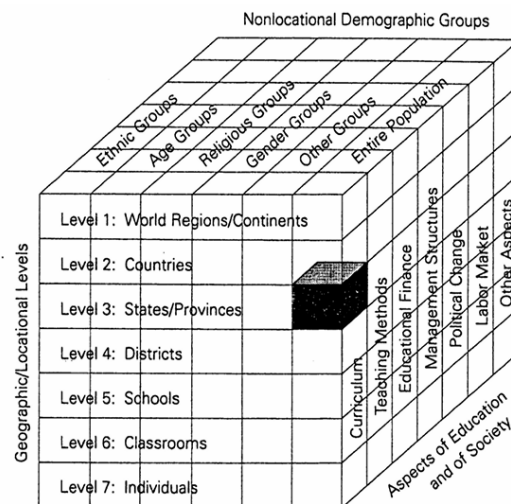 Nonlocational Demographic Groups
Ethnic Groups
Age Groups
Religious Groups
Gender Groups
Other Groups
Entire Population
Geographic/Locational Levels
Level 1: World Regions/Continents
Level 2: Countries
Level 3: States/Provinces
Level 4: Districts
Level 5: Schools
Level 6: Classrooms
Level 7: Individuals
Curriculum
Teaching Methods
Educational Finance
Management Structures
Political Change
Labor Market
Other Aspects
Aspects of Education
and of Society